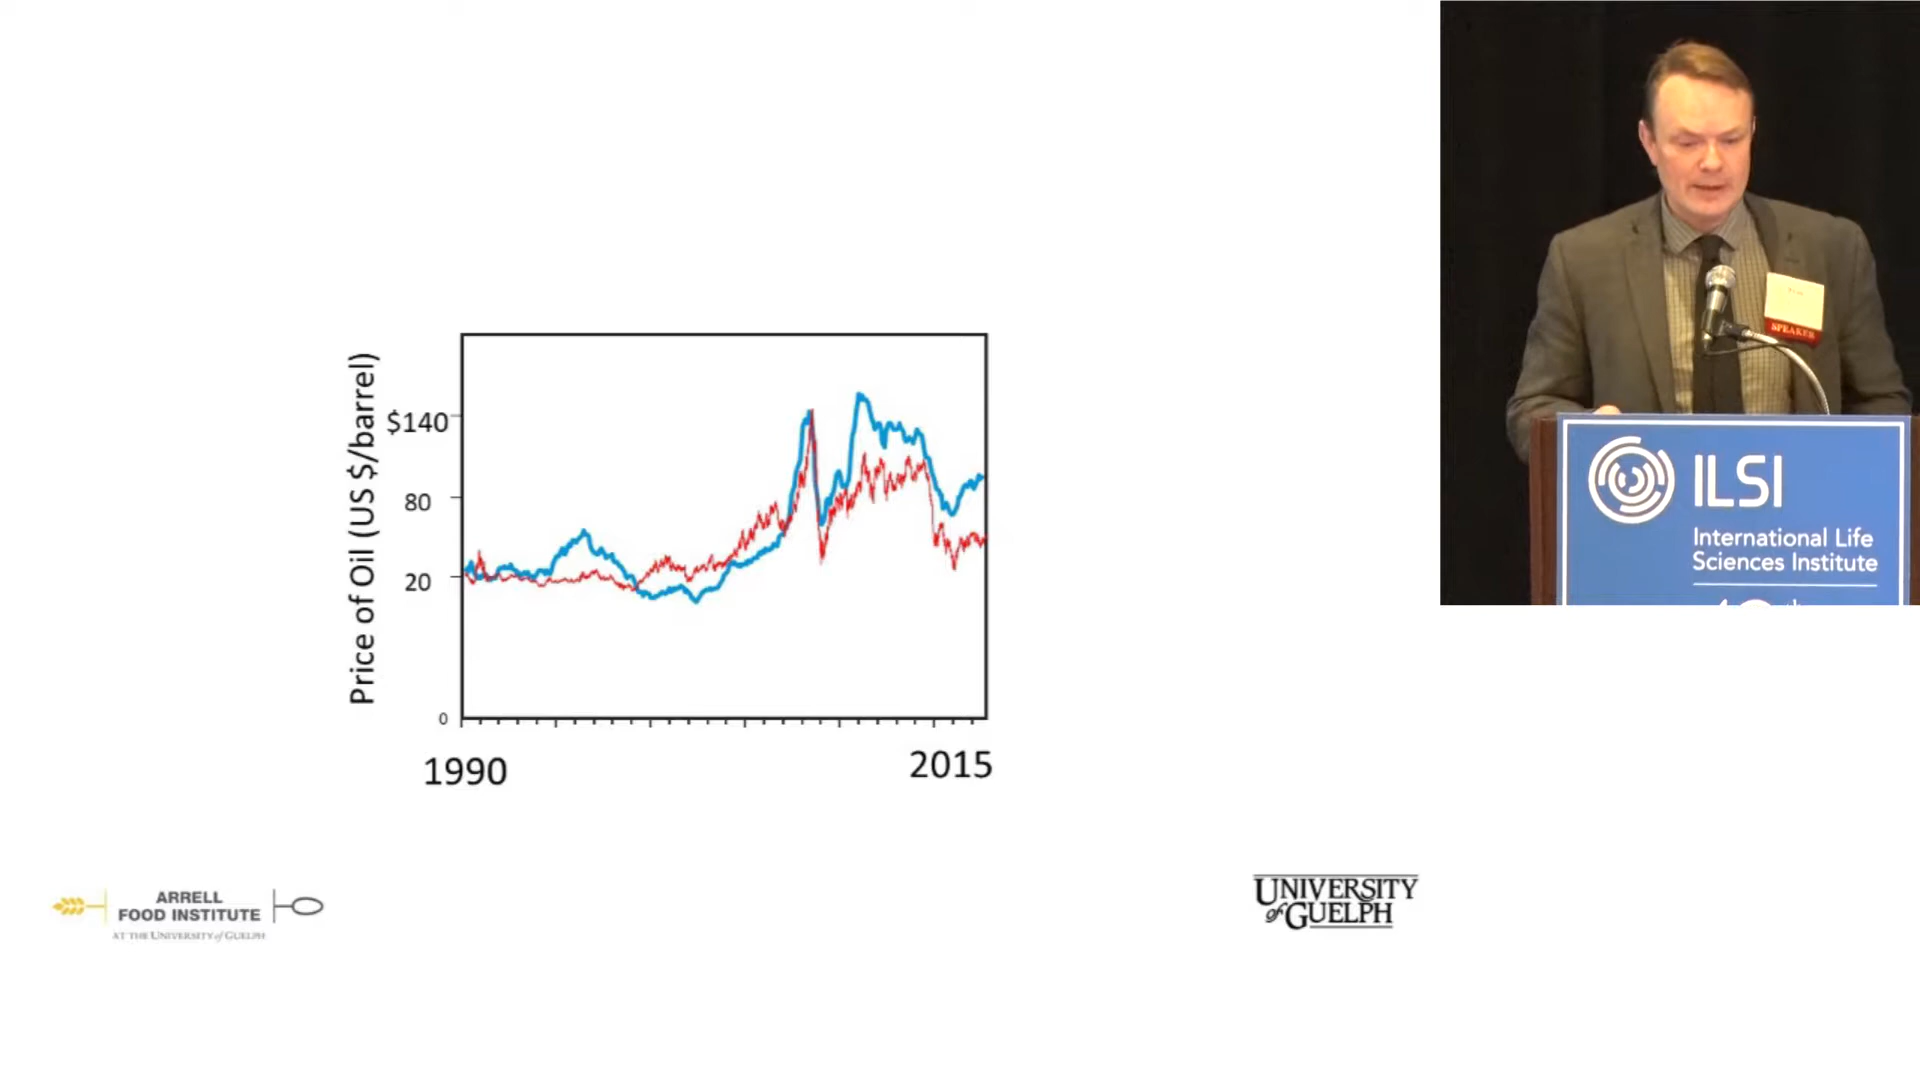 Price of Oil (US $/barrel)
$140
80
20
0
1990
2015
ARRELL
FOOD INSTITUTE
AT THE UNIVERSITY of GUELPH
UNIVERSITY
of GUELPH
SPEAKER
ILSI
International Life
Sciences Institute